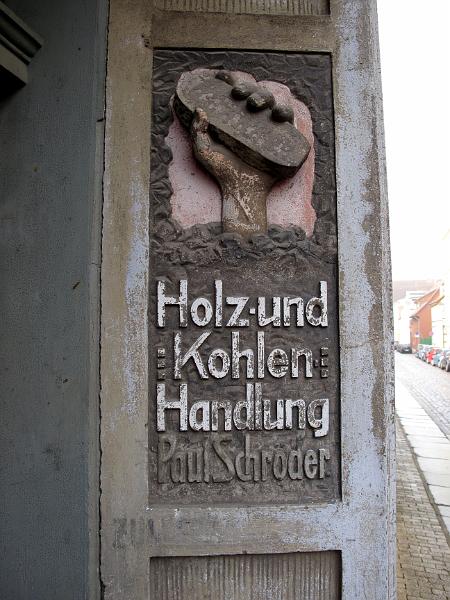 Holz-und
Kohlen-
Handlung
Paul Schröder